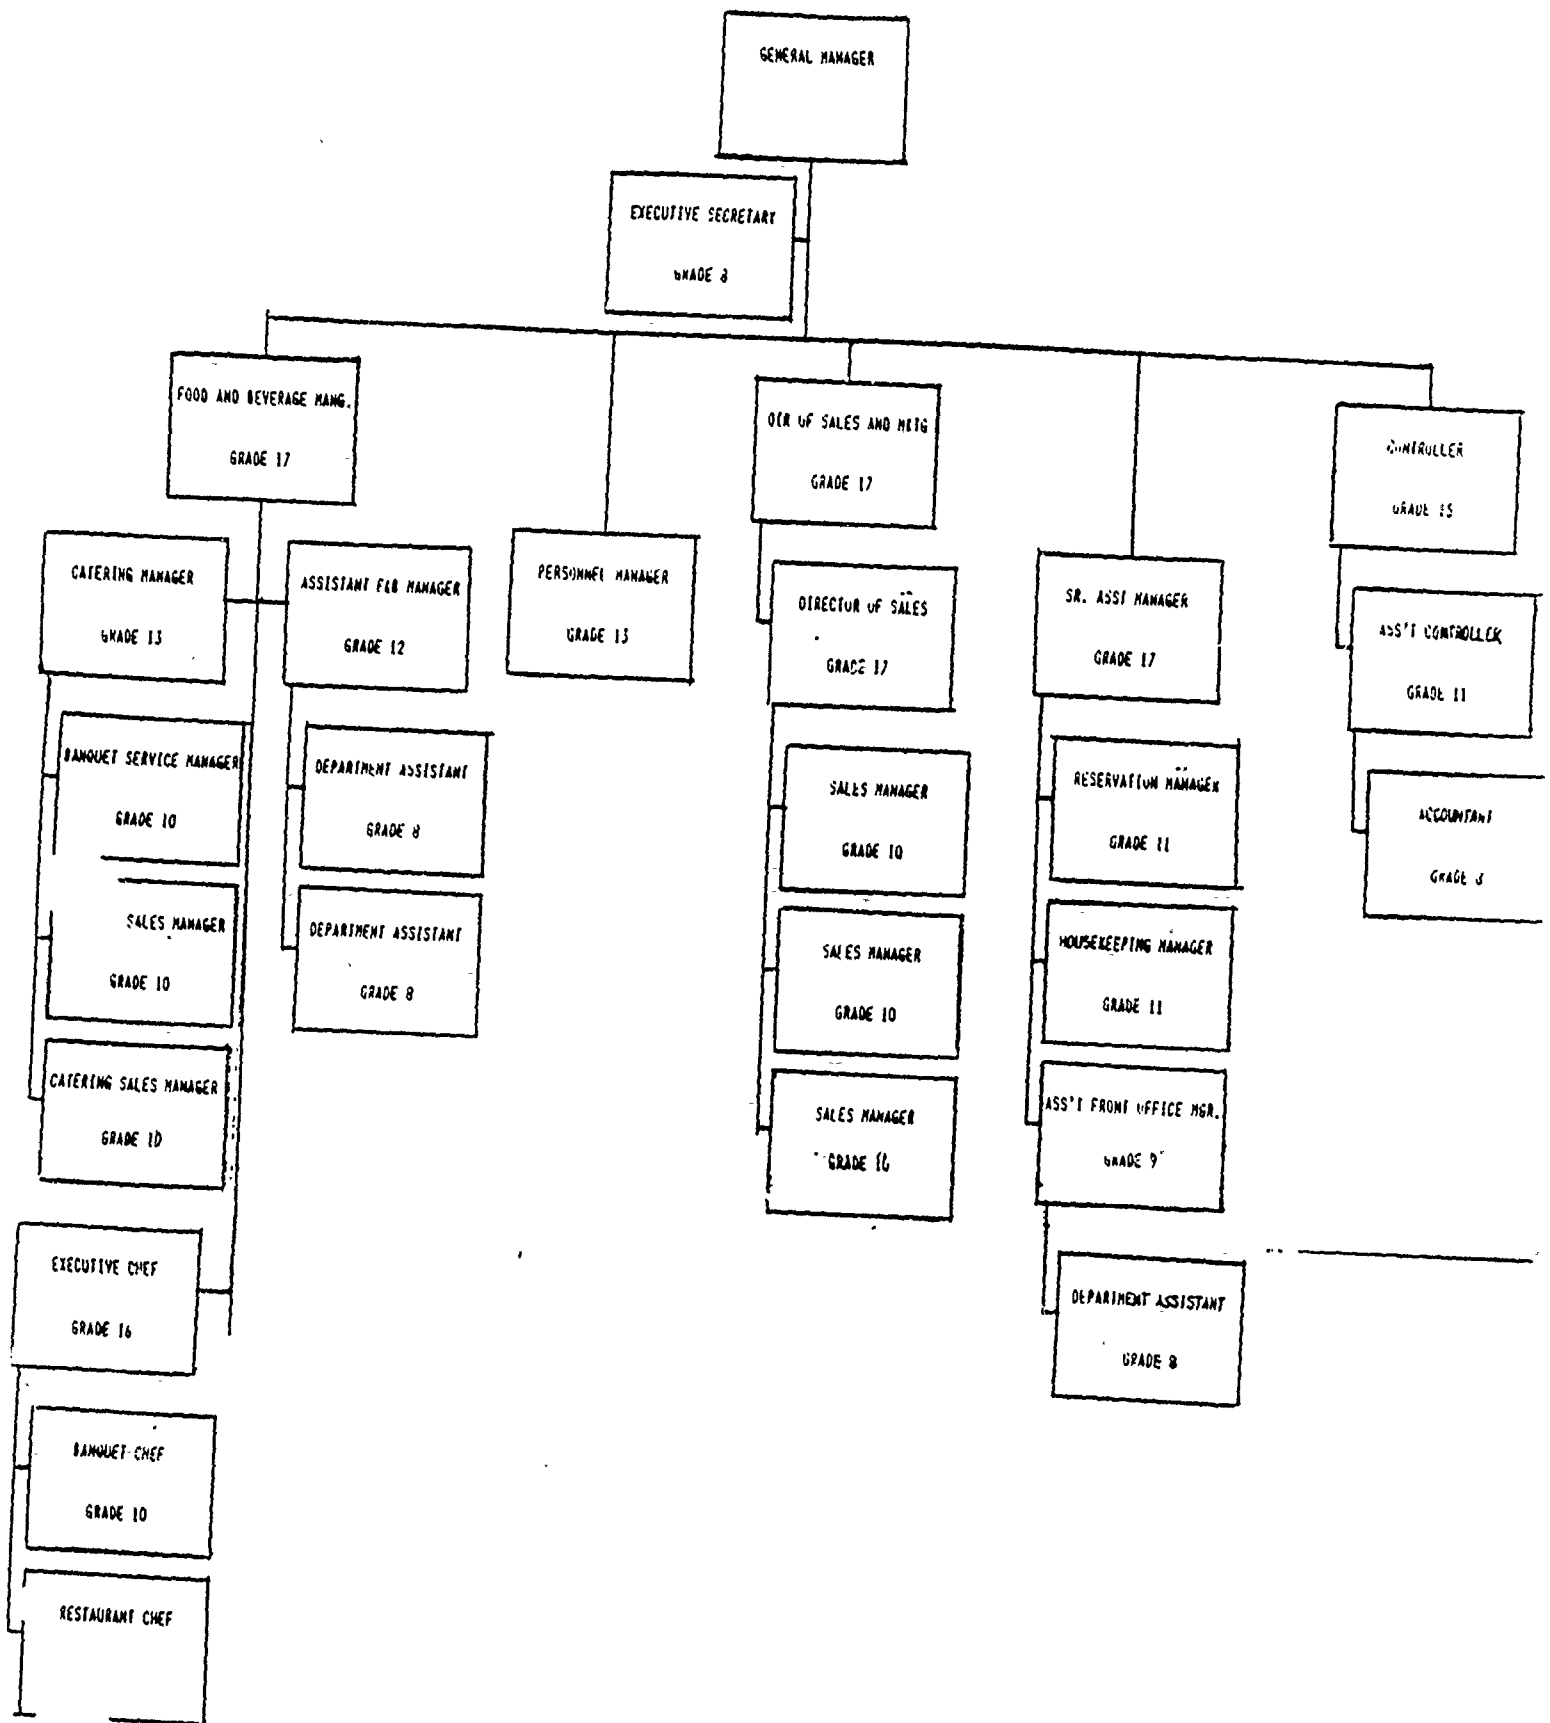 GENERAL MANAGER
EXECUTIVE SECRETARY
GRADE 8
FOOD AND BEVERAGE MANG.
GRADE 17
DIR OF SALES AND MKTG
GRADE 17
CONTROLLER
GRADE 15
CATERING MANAGER
GRADE 13
ASSISTANT F&B MANAGER
GRADE 12
PERSONNEL MANAGER
GRADE 13
DIRECTOR OF SALES
GRADE 17
SR. ASST MANAGER
GRADE 17
ASS'T CONTROLLER
GRADE 11
BANQUET SERVICE MANAGER
GRADE 10
DEPARTMENT ASSISTANT
GRADE 8
SALES MANAGER
GRADE 10
RESERVATION MANAGER
GRADE 11
ACCOUNTANT
GRADE
SALES MANAGER
GRADE 10
DEPARTMENT ASSISTANT
GRADE 8
SALES MANAGER
GRADE 10
HOUSEKEEPING MANAGER
GRADE 11
CATERING SALES MANAGER
GRADE 10
SALES MANAGER
GRADE 10
ASS'T FRONT OFFICE MGR.
GRADE 9
EXECUTIVE CHEF
GRADE 16
DEPARTMENT ASSISTANT
GRADE 8
BANQUET CHEF
GRADE 10
RESTAURANT CHEF